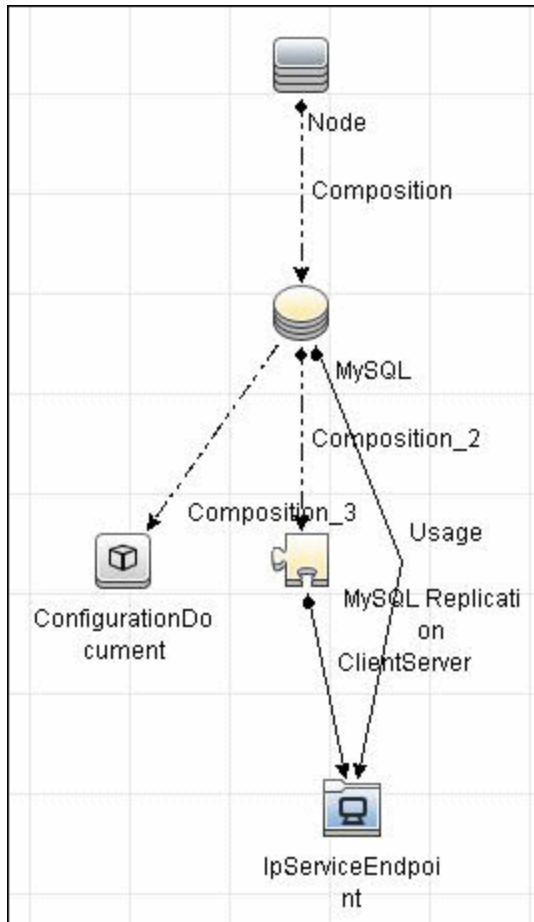 Node
Composition
MySQL
Composition_2
Composition_3
Usage
ConfigurationDo
cument
MySQL Replicati
on
ClientServer
IpServiceEndpoi
nt